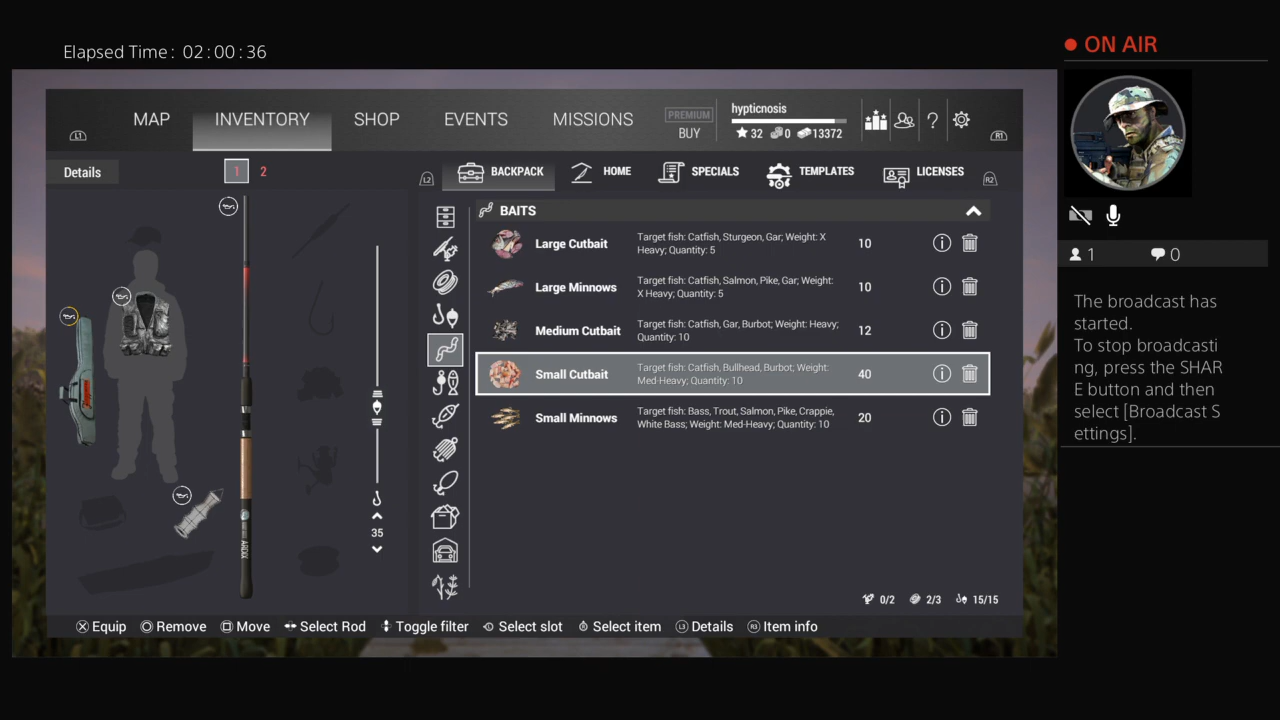 Elapsed Time: 02:00:36
ON AIR
L1
MAP
INVENTORY
SHOP
EVENTS
MISSIONS
PREMIUM
BUY
hypticnosis
32
0
13372
?
R1
Details
1
2
L2
BACKPACK
HOME
SPECIALS
TEMPLATES
LICENSES
R2
BAITS
Large Cutbait
Target fish: Catfish, Sturgeon, Gar; Weight: X
Heavy; Quantity: 5
10
Large Minnows
Target fish: Catfish, Salmon, Pike, Gar; Weight:
X Heavy; Quantity: 5
10
Medium Cutbait
Target fish: Catfish, Gar, Burbot; Weight: Heavy;
Quantity: 10
12
Small Cutbait
Target fish: Catfish, Bullhead, Burbot; Weight:
Med-Heavy; Quantity: 10
40
Small Minnows
Target fish: Bass, Trout, Salmon, Pike, Crappie,
White Bass; Weight: Med-Heavy; Quantity: 10
20
35
ARDXX
0/2
2/3
15/15
Equip
Remove
Move
Select Rod
Toggle filter
Select slot
Select item
L3 Details
R3 Item info
1
0
The broadcast has
started.
To stop broadcasti
ng, press the SHAR
E button and then
select [Broadcast S
ettings].